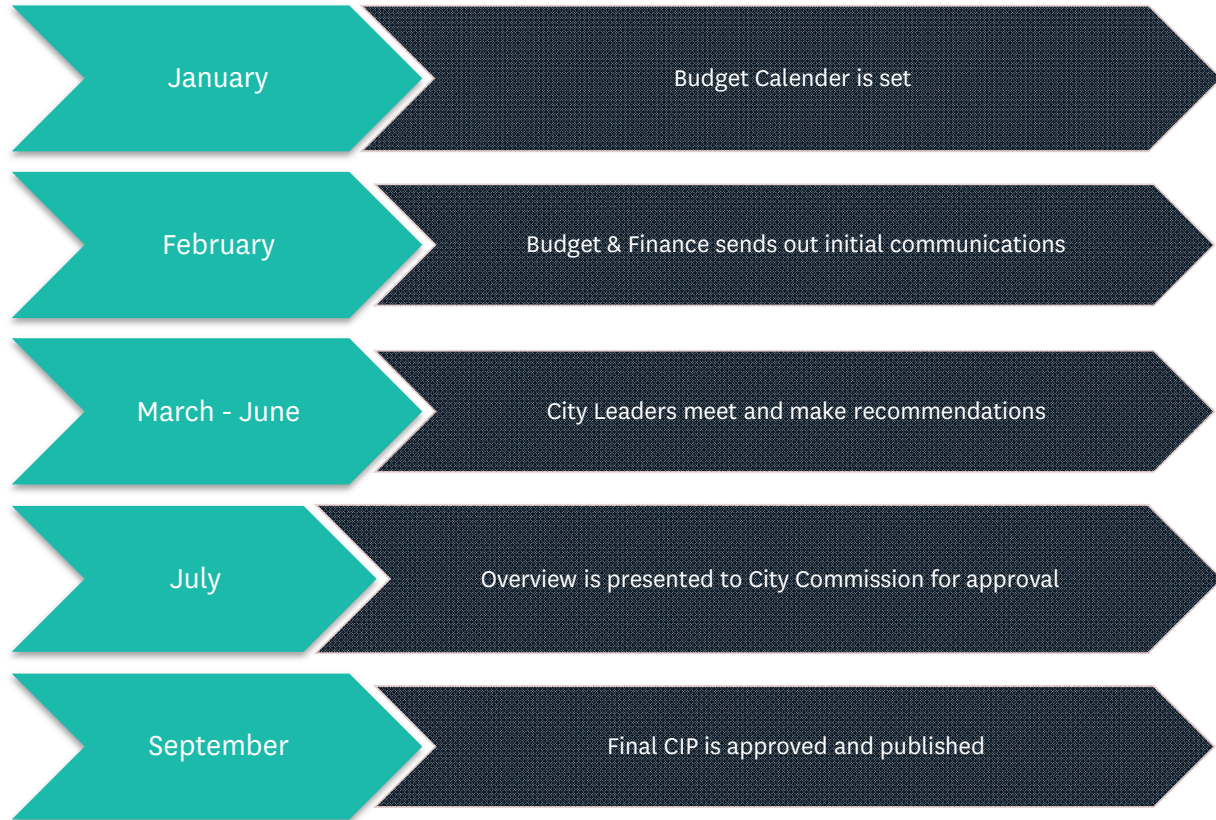 January
Budget Calender is set
February
Budget & Finance sends out initial communications
March - June
City Leaders meet and make recommendations
July
Overview is presented to City Commission for approval
September
Final CIP is approved and published